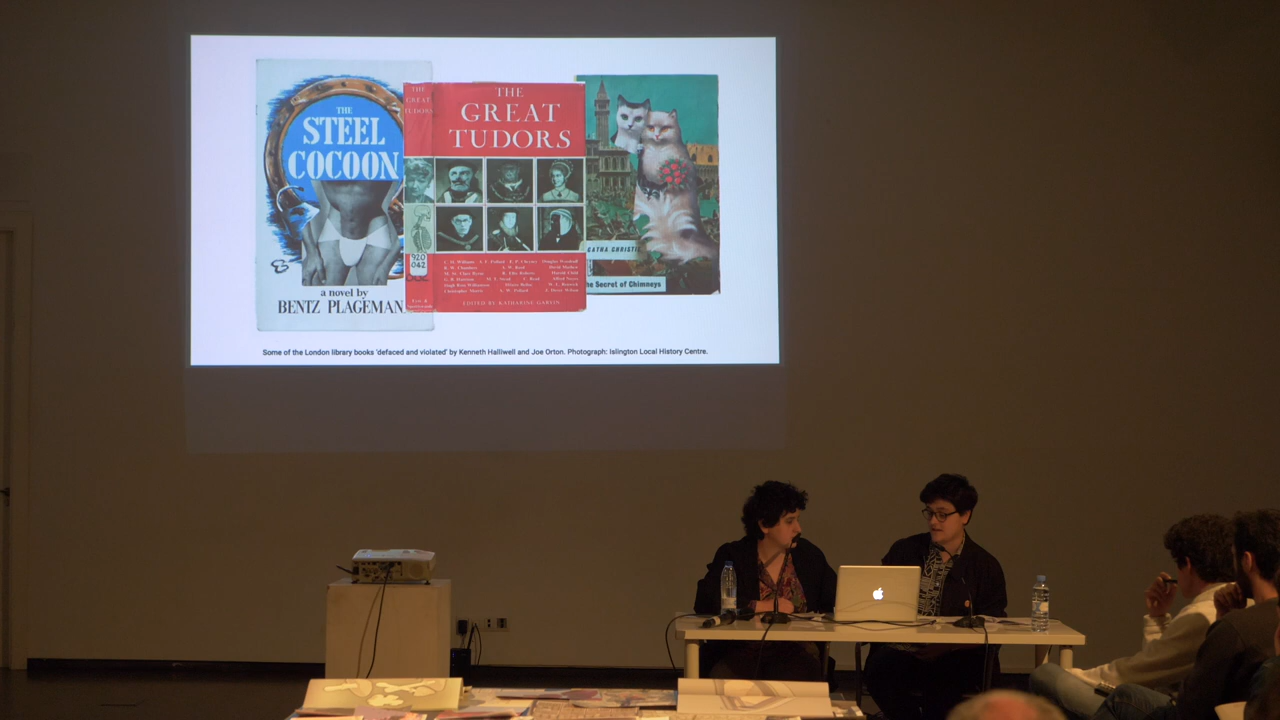 THE
STEEL
COCOON
a novel by
BENTZ PLAGEMAN
THE
GREAT
TUDORS
920
042
THE
GREAT
TUDORS
EDITED BY KATHARINE GARVIN
GATHA CHRISTI
he Secret of Chimneys
Some of the London library books 'defaced and violated' by Kenneth Halliwell and Joe Orton. Photograph: Islington Local History Centre.